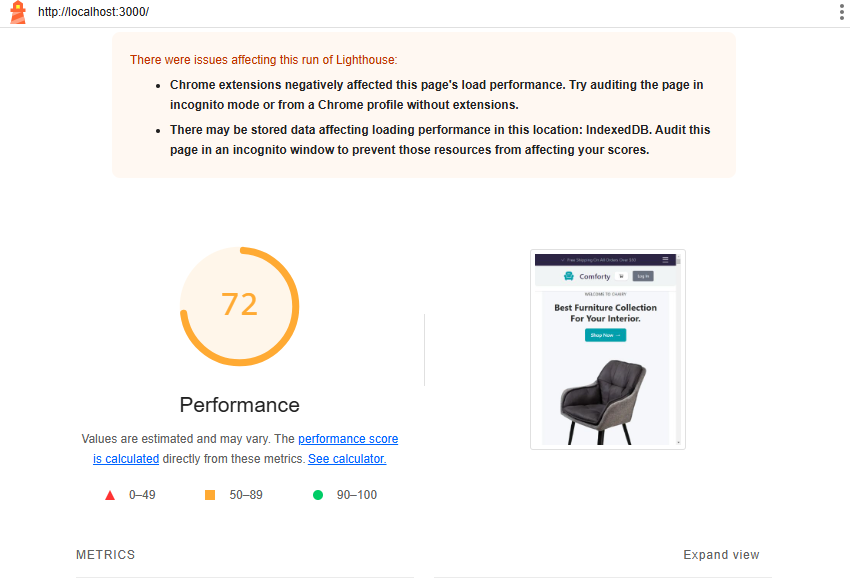 http://localhost:3000/
There were issues affecting this run of Lighthouse:
Chrome extensions negatively affected this page's load performance. Try auditing the page in
incognito mode or from a Chrome profile without extensions.
There may be stored data affecting loading performance in this location: IndexedDB. Audit this
page in an incognito window to prevent those resources from affecting your scores.
72
Performance
Values are estimated and may vary. The performance score
is calculated directly from these metrics. See calculator.
0–49
50–89
90–100
Free Shipping On All Orders Over $20
Comforty
Log In
WELCOME TO CHAIRY
Best Furniture Collection
For Your Interior.
Shop Now →
METRICS
Expand view